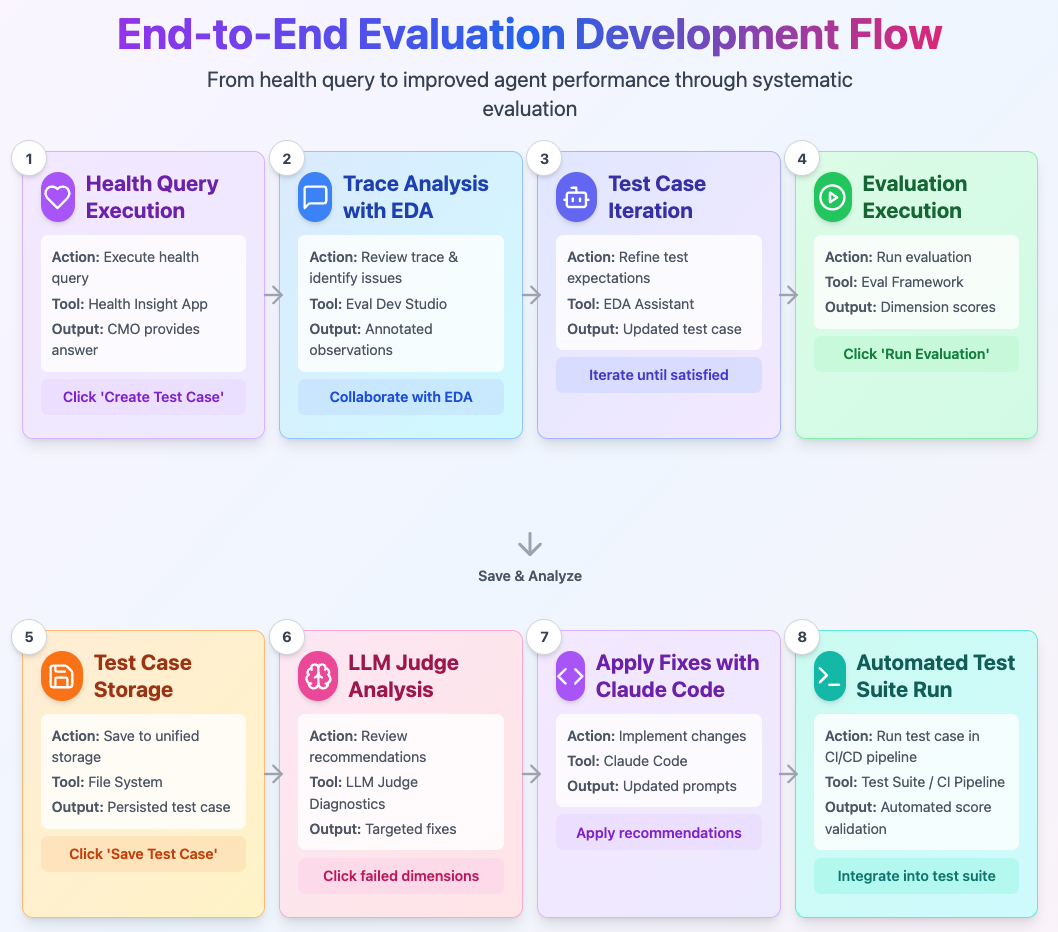 End-to-End Evaluation Development Flow
From health query to improved agent performance through systematic
evaluation
1
Health Query
Execution
Action: Execute health
query
Tool: Health Insight App
Output: CMO provides
answer
Click 'Create Test Case'
2
Trace Analysis
with EDA
Action: Review trace &
identify issues
Tool: Eval Dev Studio
Output: Annotated
observations
Collaborate with EDA
3
Test Case
Iteration
Action: Refine test
expectations
Tool: EDA Assistant
Output: Updated test case
Iterate until satisfied
4
Evaluation
Execution
Action: Run evaluation
Tool: Eval Framework
Output: Dimension scores
Click 'Run Evaluation'
Save & Analyze
5
Test Case
Storage
Action: Save to unified
storage
Tool: File System
Output: Persisted test case
Click 'Save Test Case'
6
LLM Judge
Analysis
Action: Review
recommendations
Tool: LLM Judge
Diagnostics
Output: Targeted fixes
Click failed dimensions
7
Apply Fixes with
Claude Code
Action: Implement changes
Tool: Claude Code
Output: Updated prompts
Apply recommendations
8
Automated Test
Suite Run
Action: Run test case in
CI/CD pipeline
Tool: Test Suite / CI Pipeline
Output: Automated score
validation
Integrate into test suite